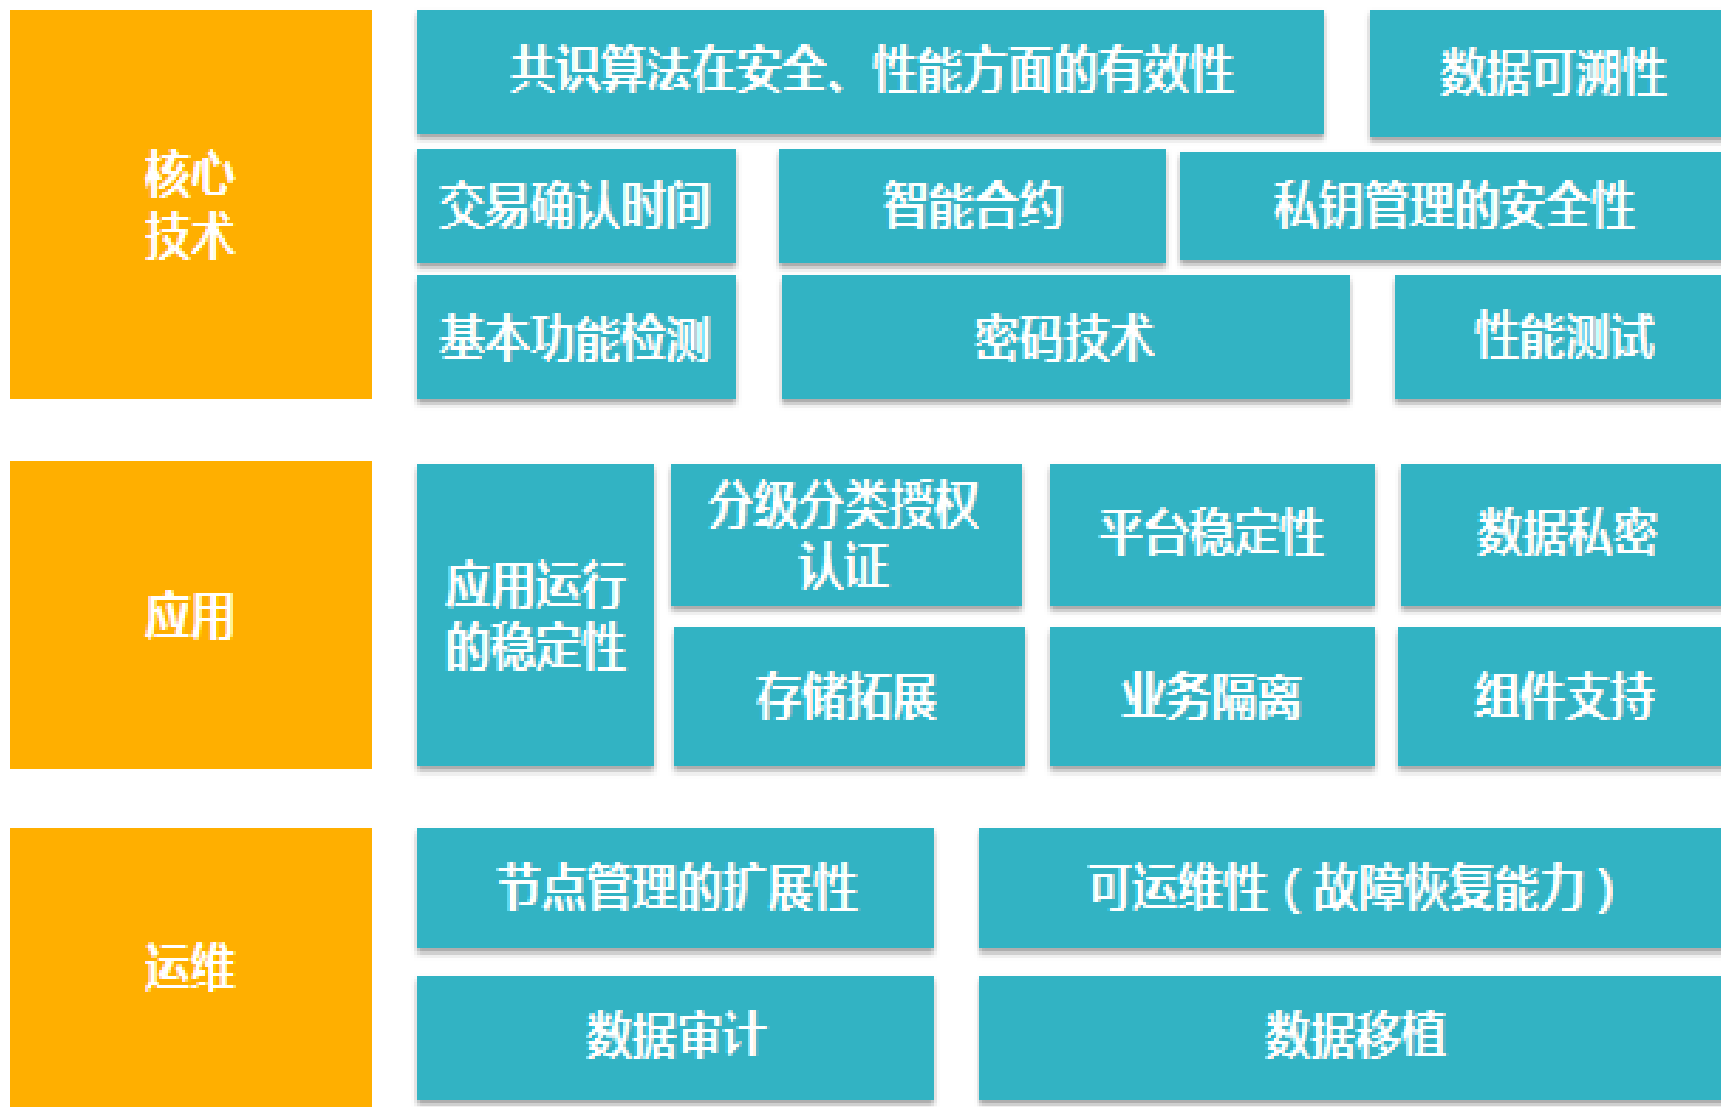 核心
技术
共识算法在安全、性能方面的有效性
数据可溯性
交易确认时间
智能合约
私钥管理的安全性
基本功能检测
密码技术
性能测试
应用
应用运行
的稳定性
分级分类授权
认证
平台稳定性
数据私密
存储拓展
业务隔离
组件支持
运维
节点管理的扩展性
可运维性（故障恢复能力）
数据审计
数据移植